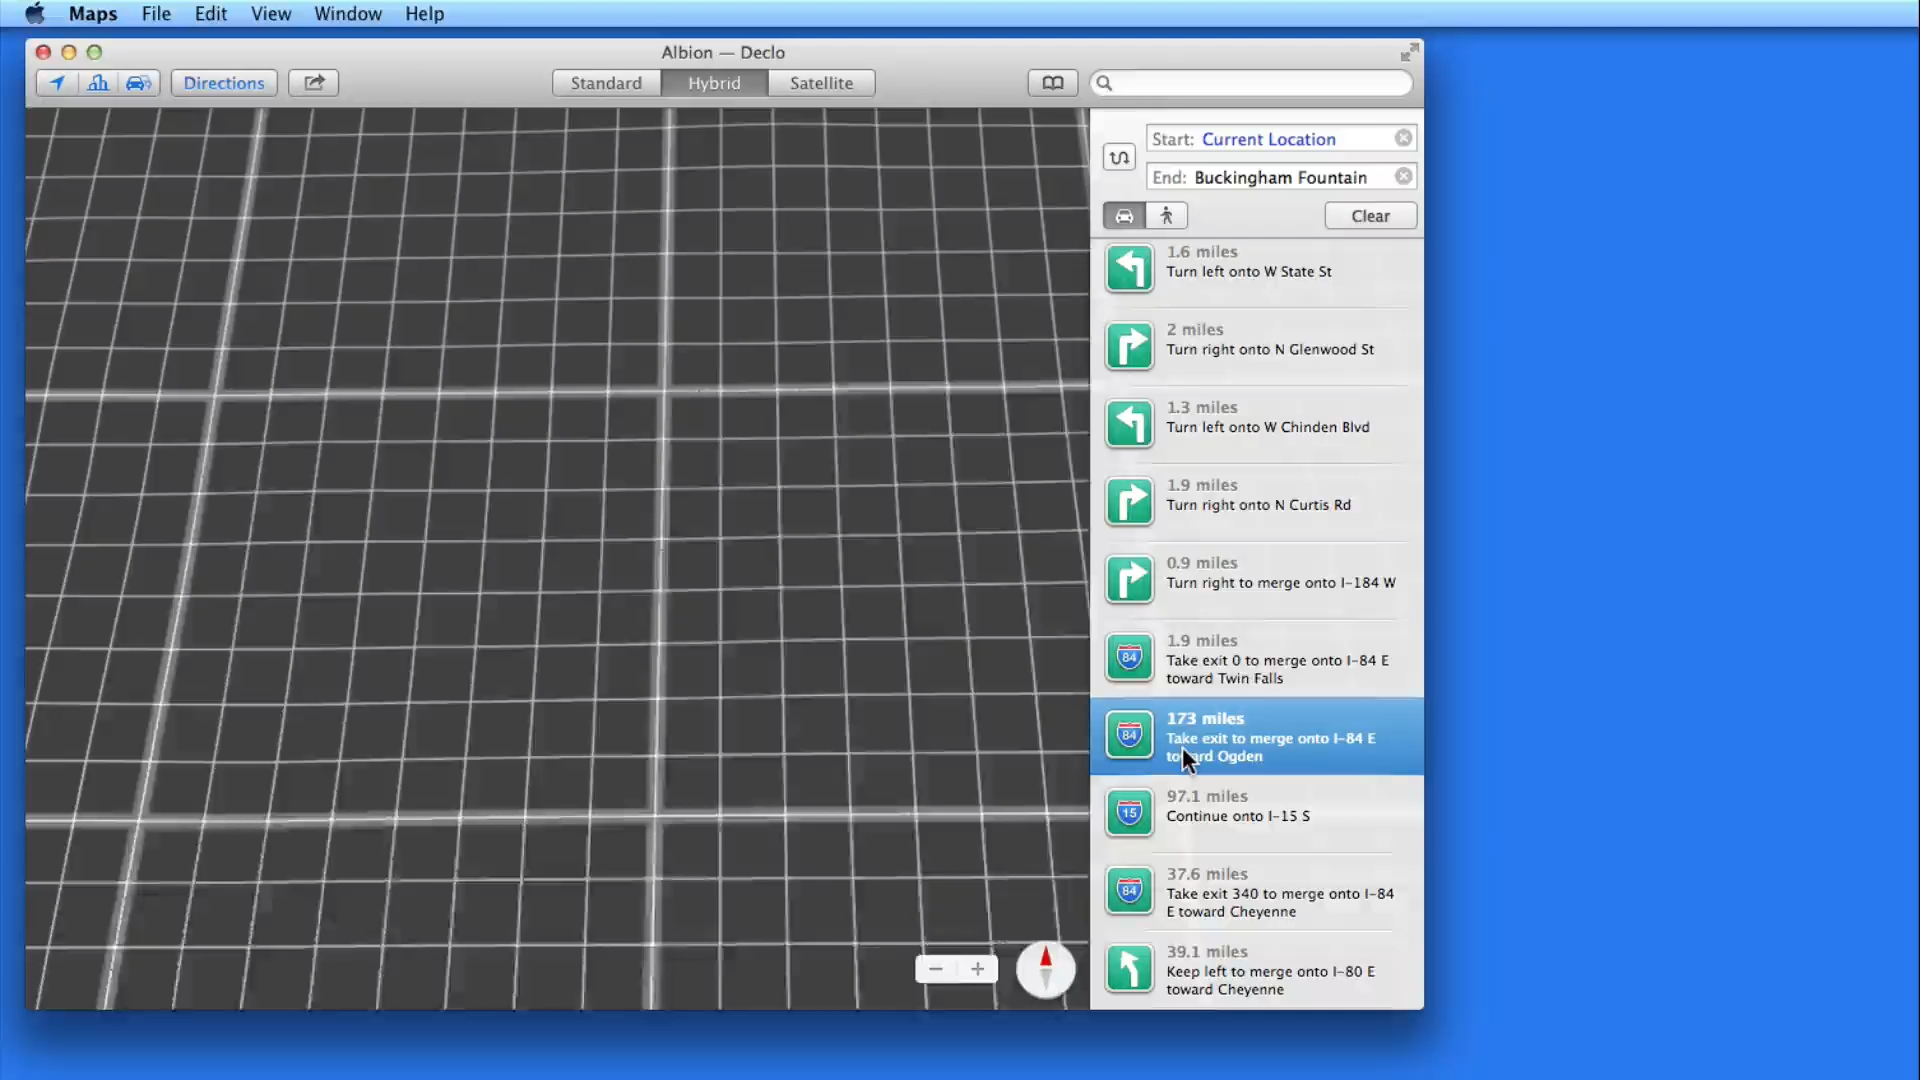 Maps File Edit View Window Help
Albion — Declo
Directions Standard Hybrid Satellite
Start: Current Location
End: Buckingham Fountain
Clear
1.6 miles
Turn left onto W State St
2 miles
Turn right onto N Glenwood St
1.3 miles
Turn left onto W Chinden Blvd
1.9 miles
Turn right onto N Curtis Rd
0.9 miles
Turn right to merge onto I-184 W
1.9 miles
84
Take exit 0 to merge onto I-84 E
toward Twin Falls
173 miles
84
Take exit to merge onto I-84 E
toward Ogden
97.1 miles
15
Continue onto I-15 S
37.6 miles
84
Take exit 340 to merge onto I-84
E toward Cheyenne
39.1 miles
Keep left to merge onto I-80 E
toward Cheyenne